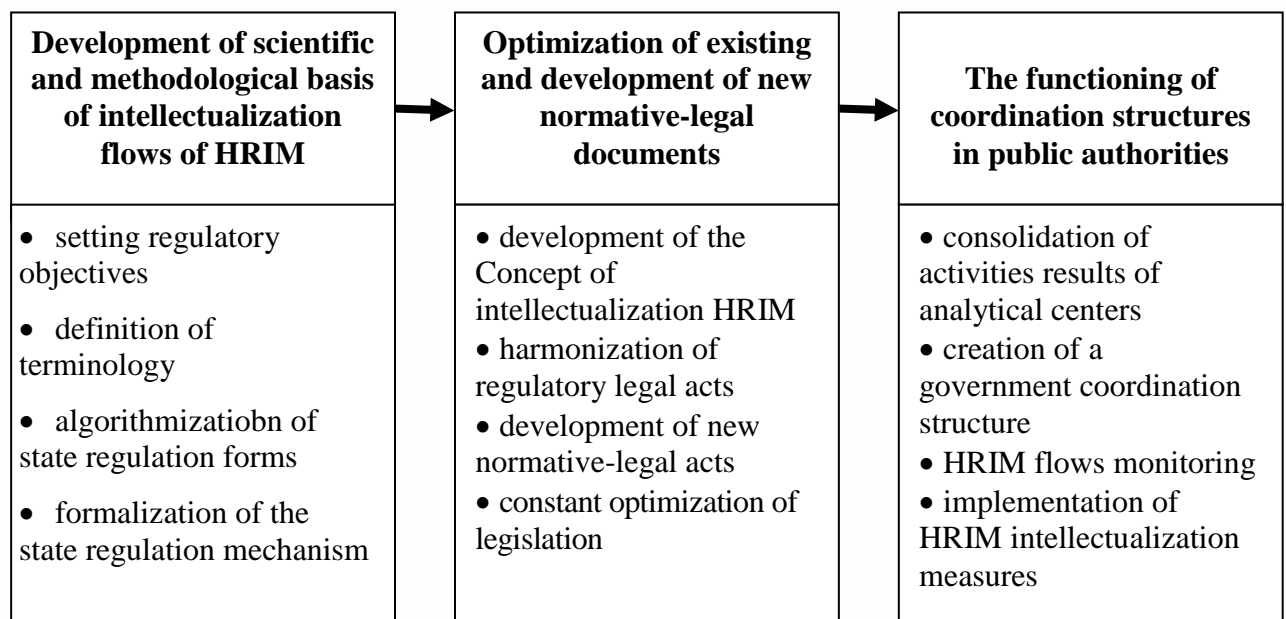 Development of scientific
and methodological basis
of intellectualization
flows of HRIM
• setting regulatory
objectives
• definition of
terminology
• algorithmizatiobn of
state regulation forms
• formalization of the
state regulation mechanism
Optimization of existing
and development of new
normative-legal
documents
• development of the
Concept of
intellectualization HRIM
• harmonization of
regulatory legal acts
• development of new
normative-legal acts
• constant optimization of
legislation
The functioning of
coordination structures
in public authorities
• consolidation of
activities results of
analytical centers
• creation of a
government coordination
structure
• HRIM flows monitoring
• implementation of
HRIM intellectualization
measures